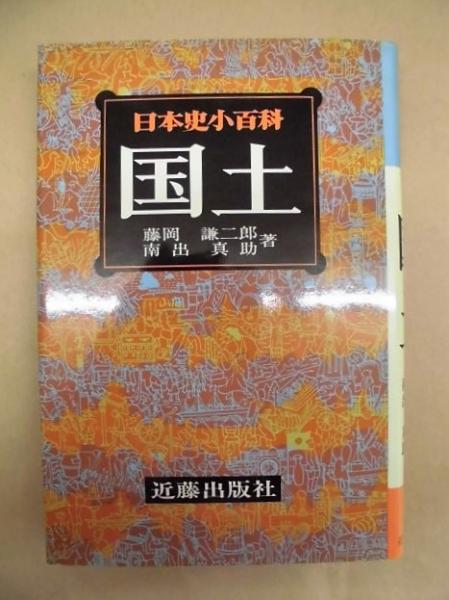 日本史小百科
国土
藤岡 謙二郎
南出 真助 著
近藤出版社